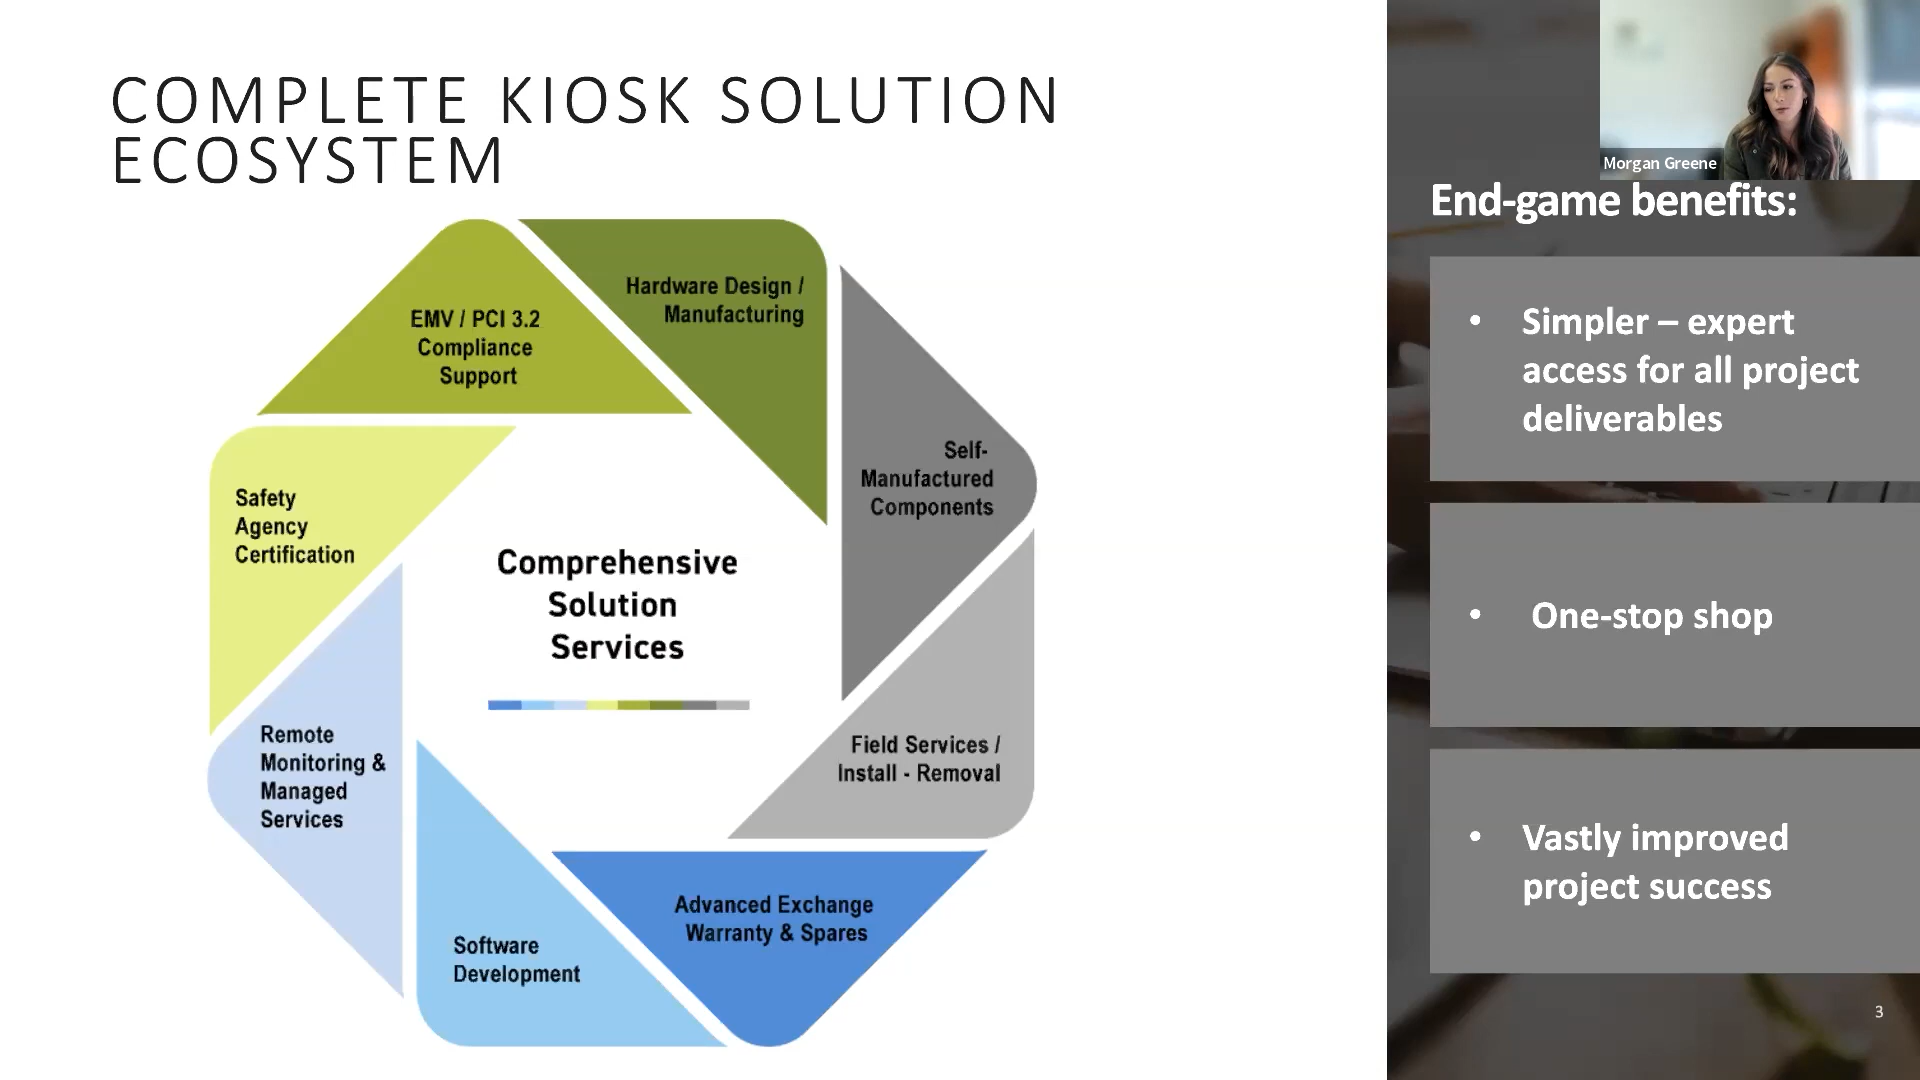 COMPLETE KIOSK SOLUTION
ECOSYSTEM
EMV / PCI 3.2
Compliance
Support
Hardware Design /
Manufacturing
Self-
Manufactured
Components
Field Services /
Install - Removal
Advanced Exchange
Warranty & Spares
Software
Development
Remote
Monitoring &
Managed
Services
Safety
Agency
Certification
Comprehensive
Solution
Services
Morgan Greene
End-game benefits:
• Simpler – expert
access for all project
deliverables
• One-stop shop
• Vastly improved
project success
3